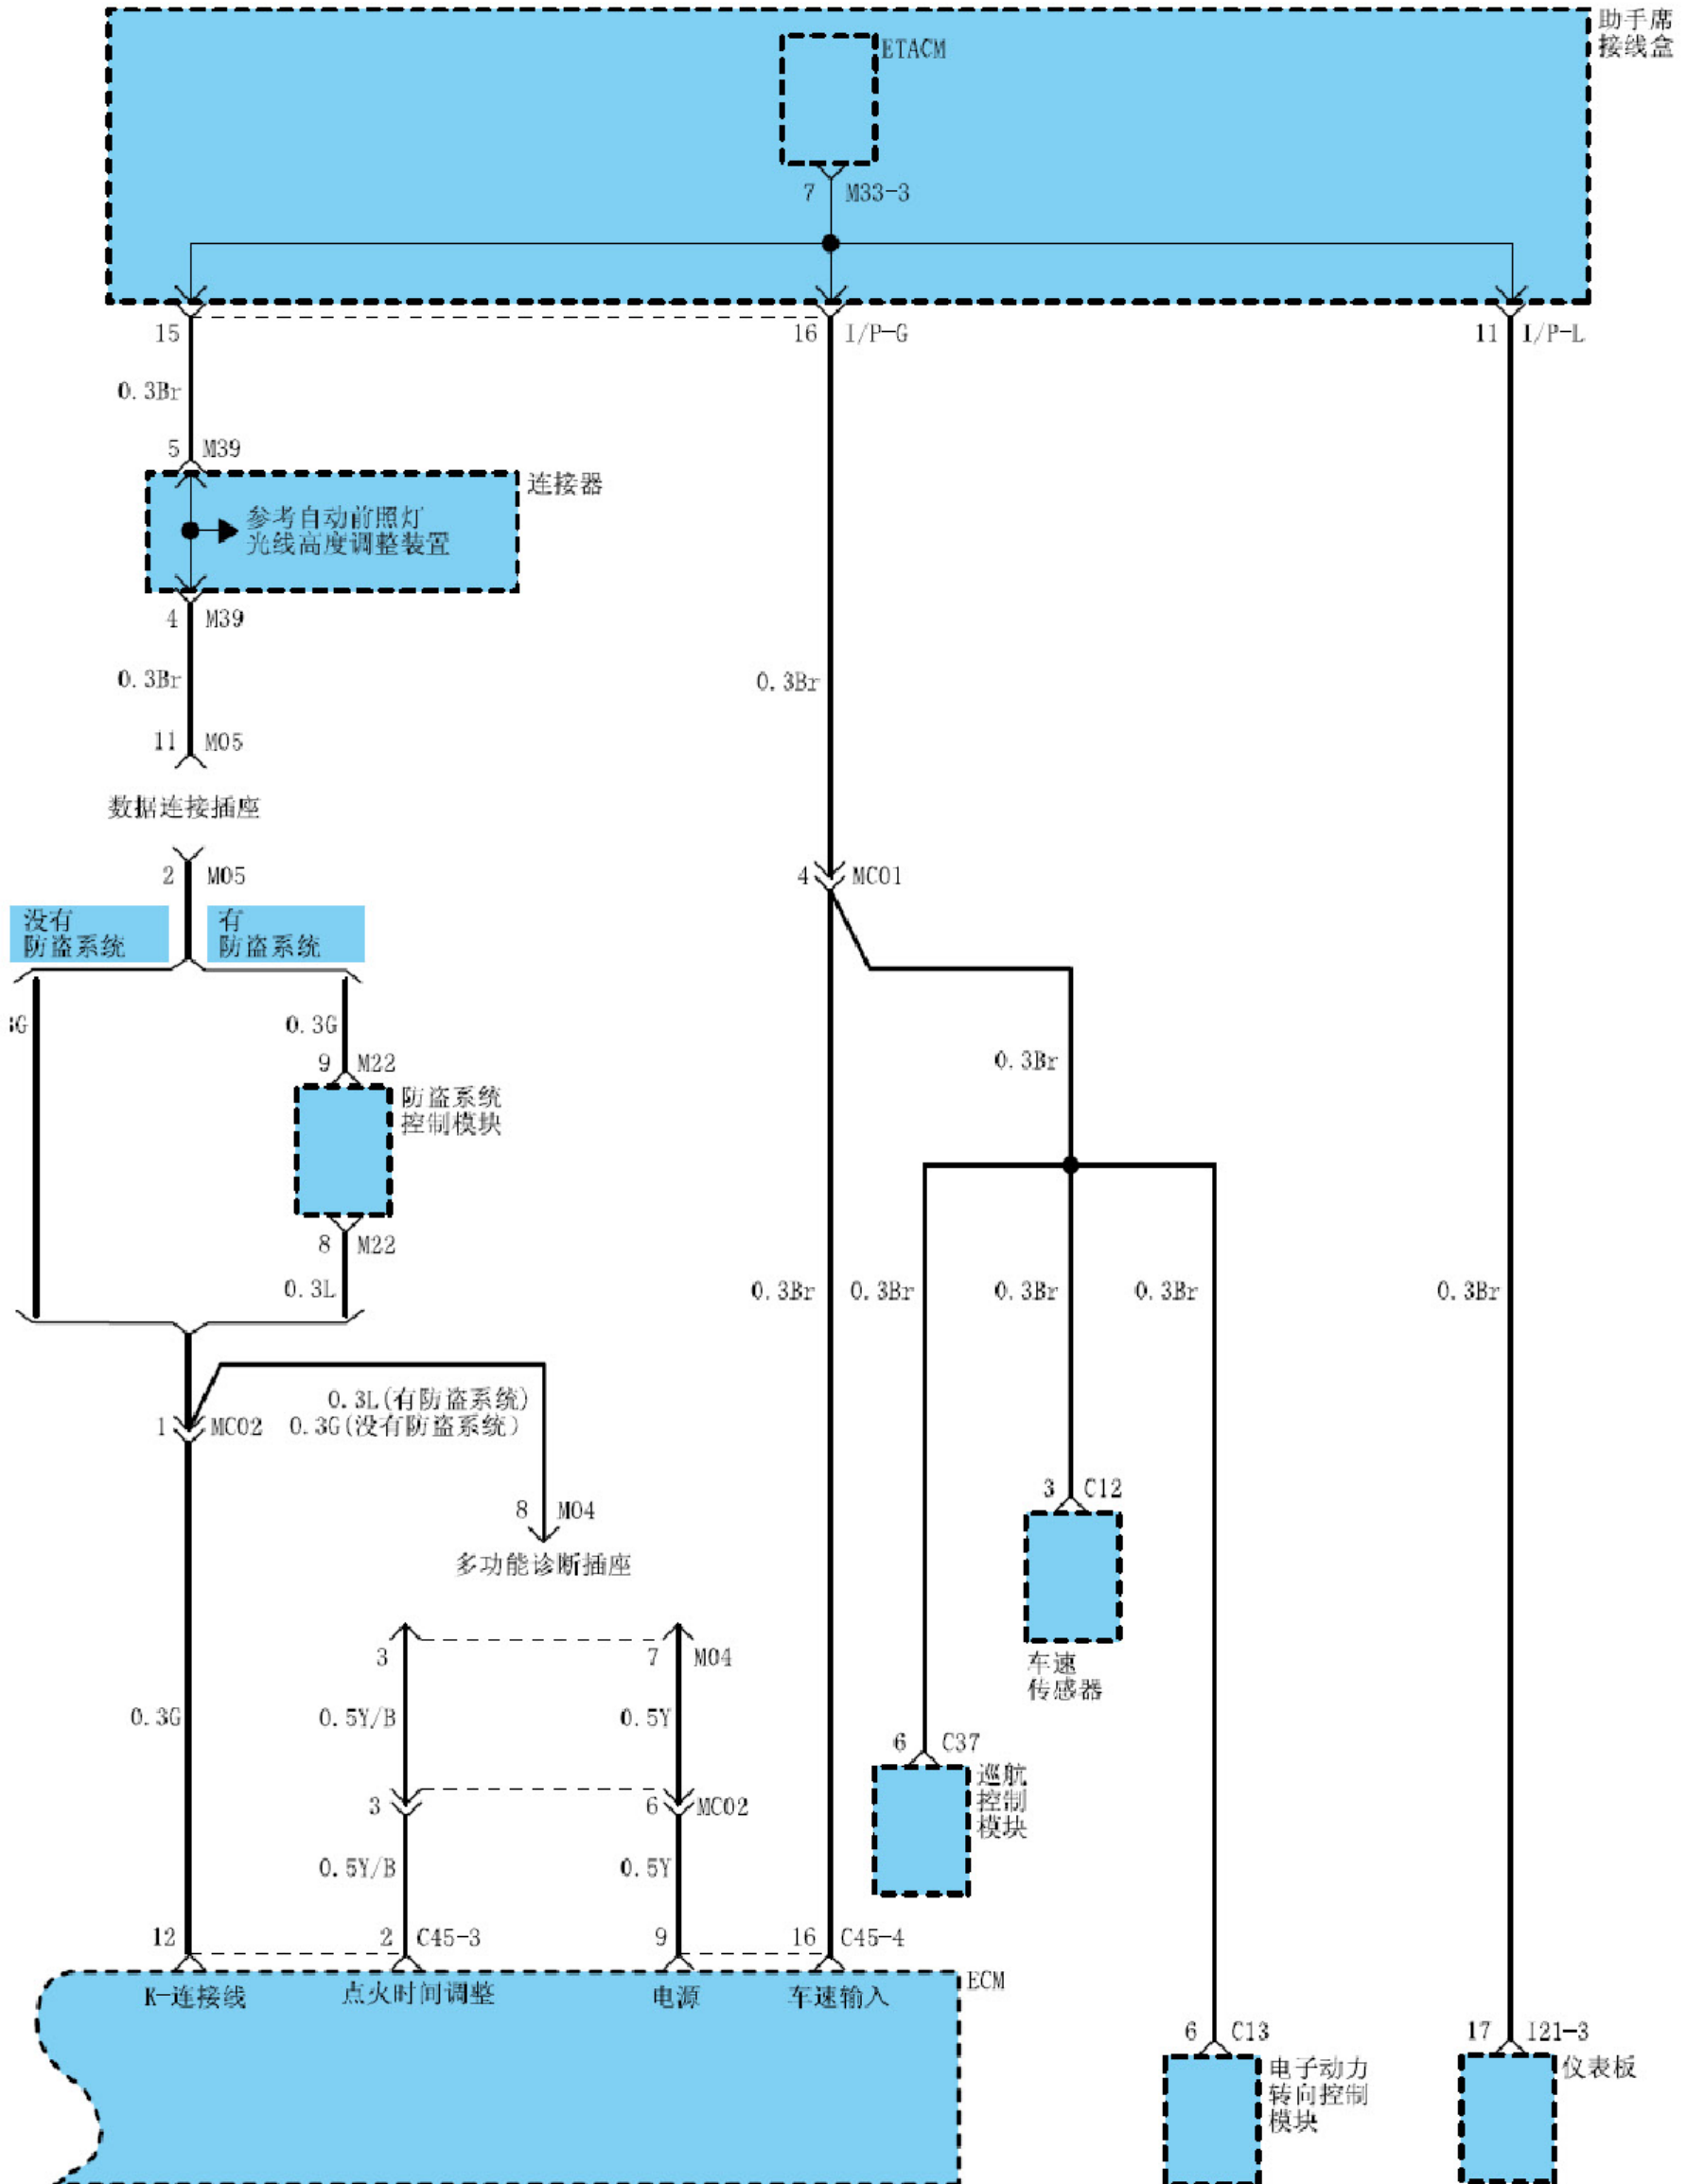 助手席
接线盒
ETACM
7 M33-3
15
16 I/P-G
11 I/P-L
0.3Br
5 M39
连接器
参考自动前照灯
光线高度调整装置
4 M39
0.3Br
0.3Br
11 M05
数据连接插座
2 M05
4 MC01
没有
防盗系统
有
防盗系统
G
0.3G
0.3Br
9 M22
防盗系统
控制模块
8 M22
0.3L
0.3Br
0.3Br
0.3Br
0.3Br
0.3Br
0.3L(有防盗系统)
1 MC02
0.3G(没有防盗系统)
3 C12
8 M04
多功能诊断插座
3
7 M04
车速
传感器
0.3G
0.5Y/B
0.5Y
6 C37
巡航
控制
模块
3
6 MC02
0.5Y/B
0.5Y
12
2 C45-3
9
16 C45-4
ECM
K-连接线
点火时间调整
电源
车速输入
6 C13
17 I21-3
电子动力
转向控制
模块
仪表板